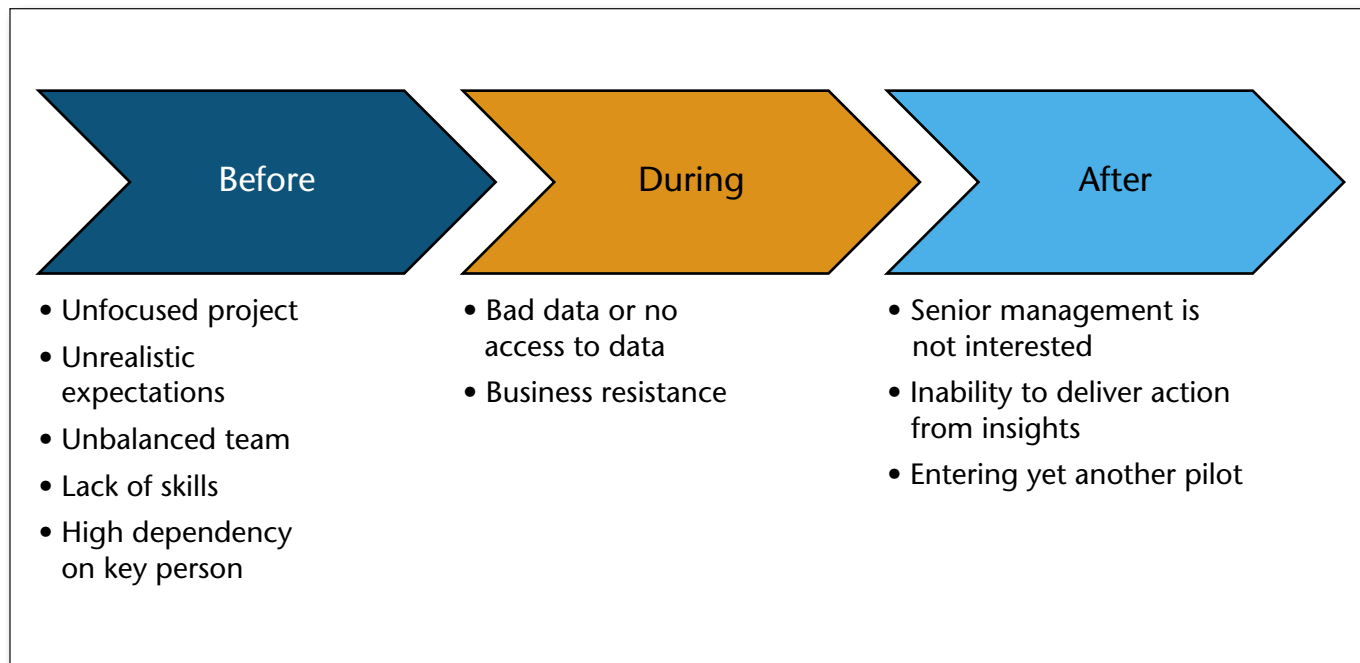 Before
• Unfocused project
• Unrealistic
expectations
• Unbalanced team
• Lack of skills
• High dependency
on key person
During
• Bad data or no
access to data
• Business resistance
After
• Senior management is
not interested
• Inability to deliver action
from insights
• Entering yet another pilot